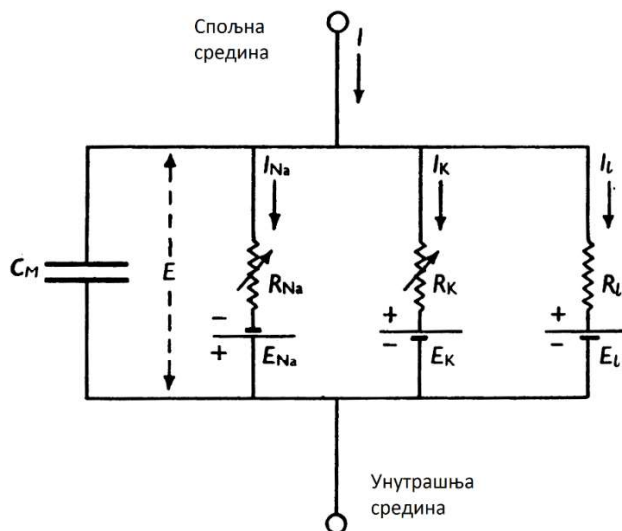 Спољна
средина
I
I_Na
I_K
I_l
C_M
E
R_Na
R_K
R_l
− + +
+ − −
E_Na
E_K
E_l
Унутрашња
средина